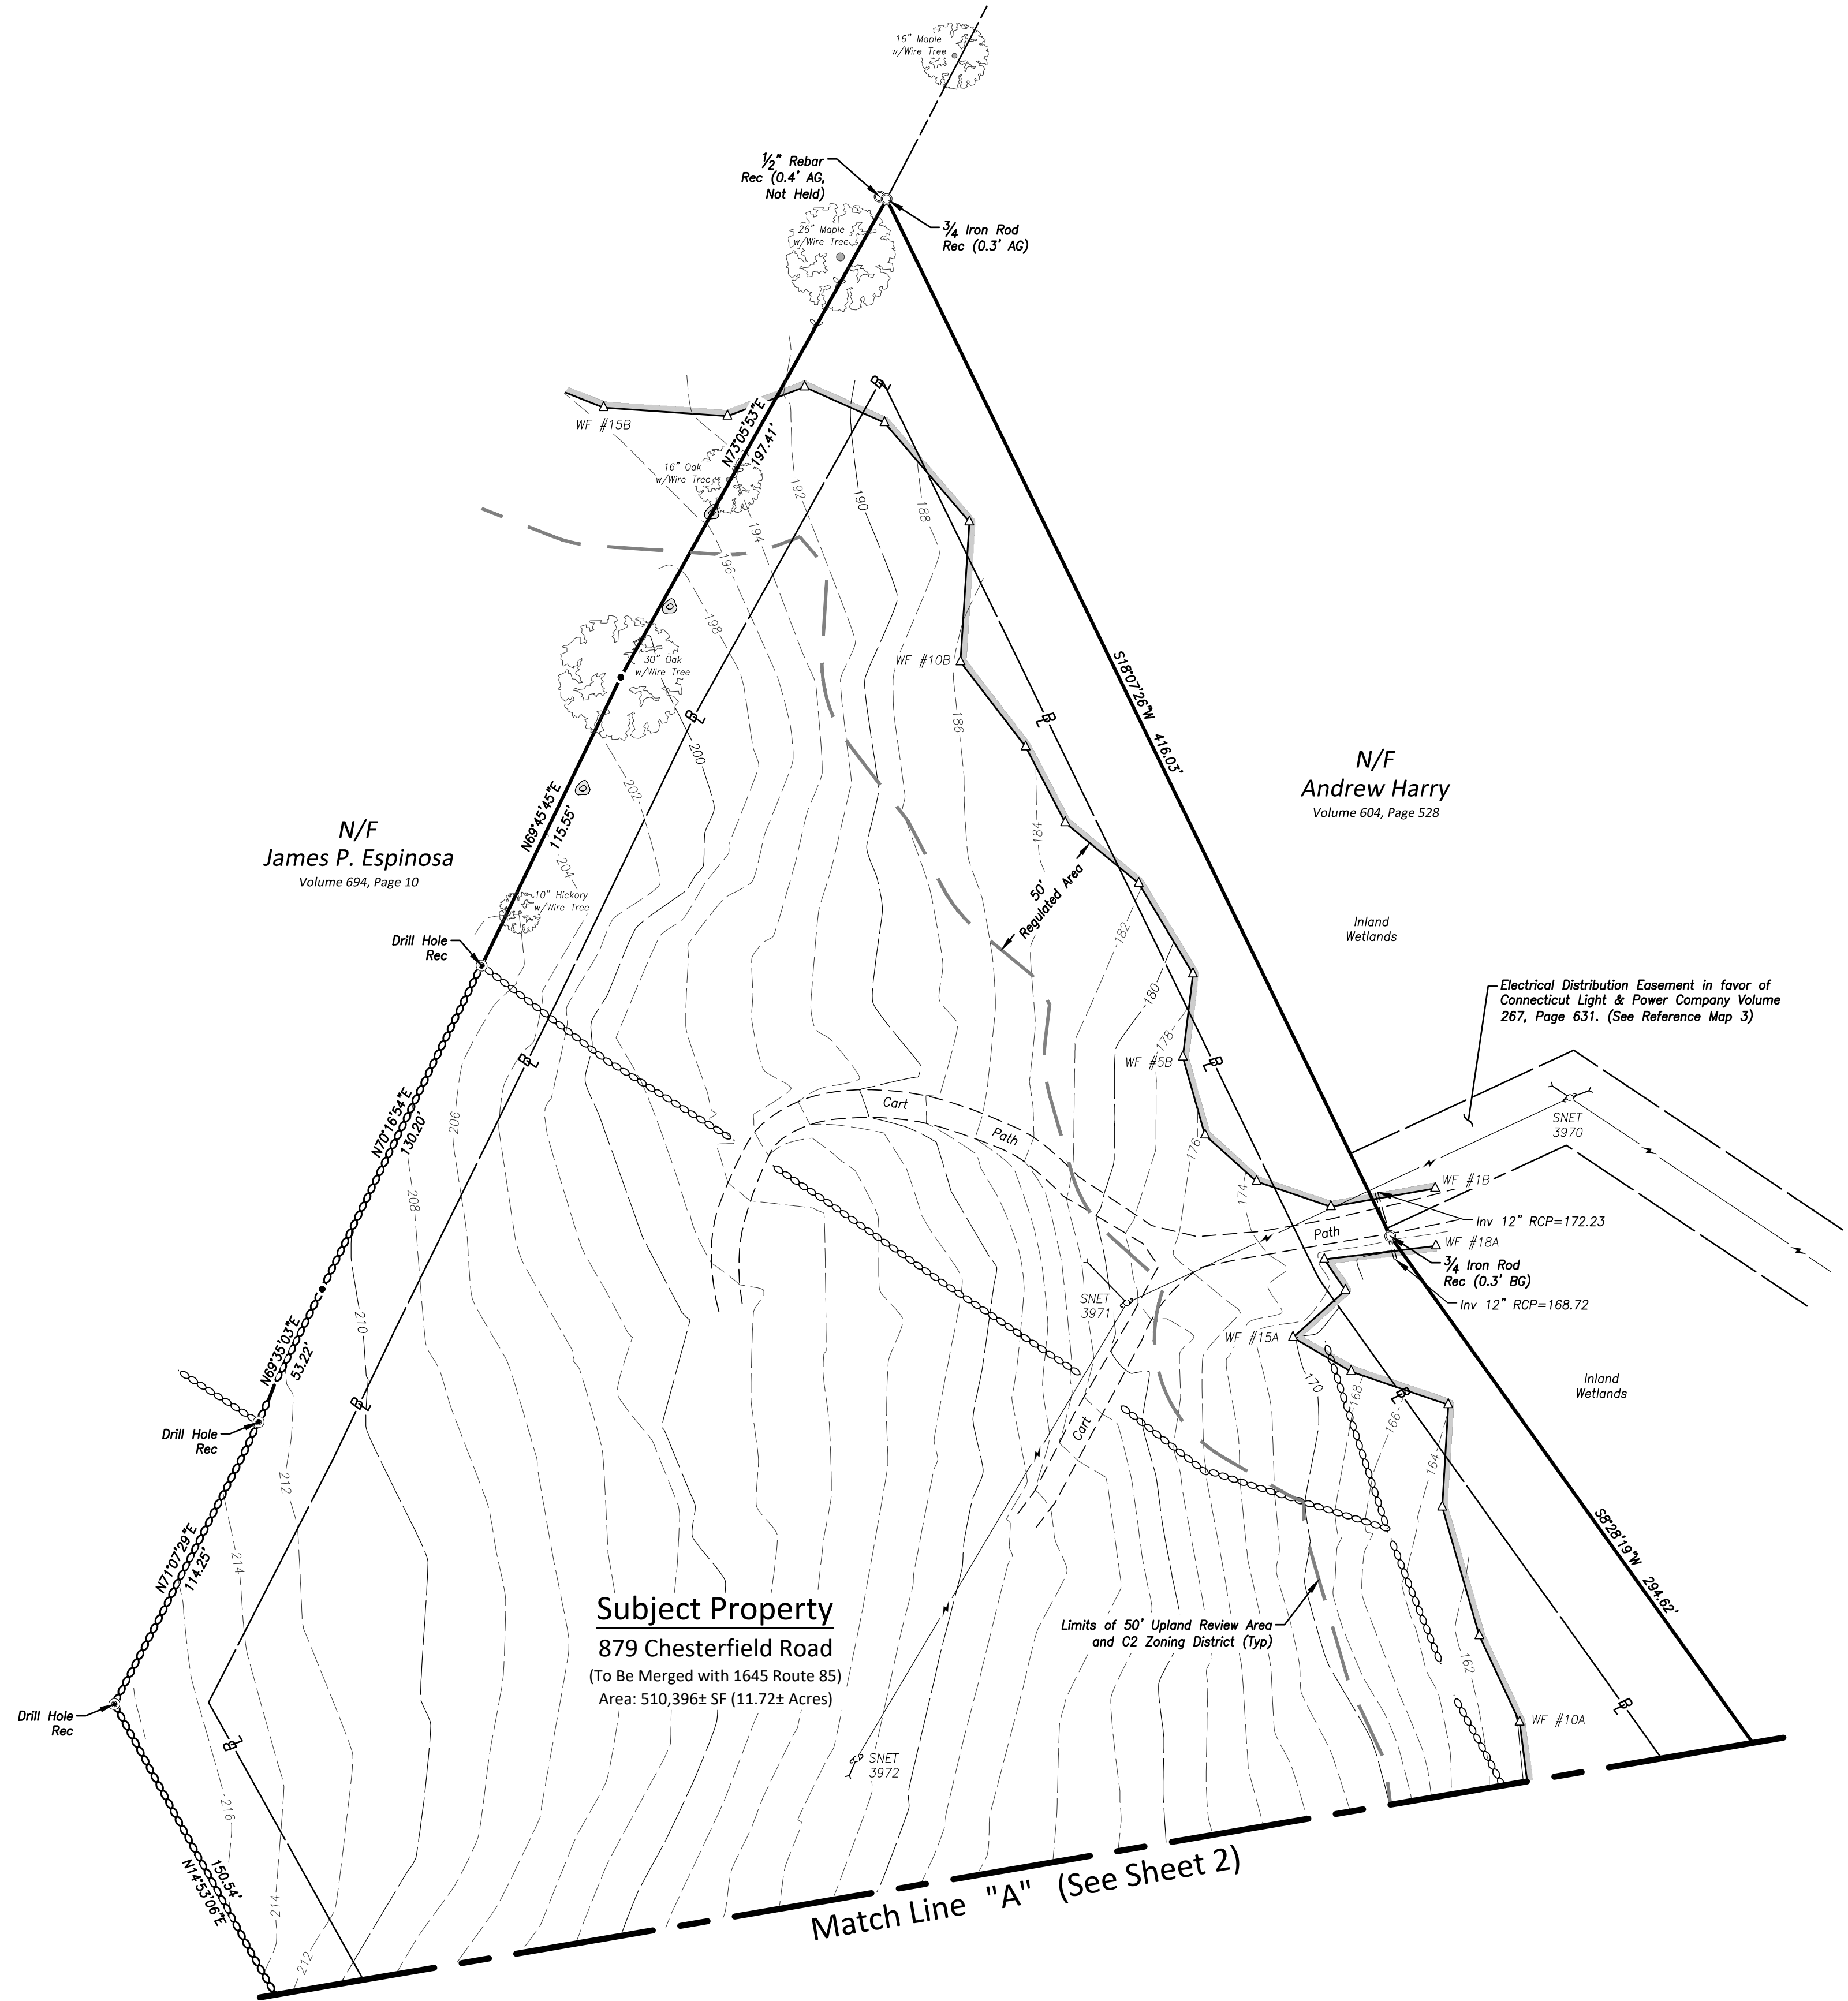 16" Maple
w/Wire Tree
½" Rebar
Rec (0.4' AG,
Not Held)
26" Maple
w/Wire Tree
¾ Iron Rod
Rec (0.3' AG)
WF #15B
N73°05'53"E
197.41'
16" Oak
w/Wire Tree
192
190
188
194
196
198
30" Oak
w/Wire Tree
WF #10B
S18°07'26"W 416.03'
186
200
202
N/F
Andrew Harry
Volume 604, Page 528
N69°45'45"E
115.55'
N/F
James P. Espinosa
Volume 694, Page 10
204
184
50'
Regulated Area
10" Hickory
w/Wire Tree
Inland
Wetlands
Drill Hole
Rec
182
180
178
Electrical Distribution Easement in favor of
Connecticut Light & Power Company Volume
267, Page 631. (See Reference Map 3)
WF #5B
SNET
3970
Cart
Path
N70°16'54"E
130.20'
206
176
174
208
WF #1B
Inv 12" RCP=172.23
Path
WF #18A
¾ Iron Rod
Rec (0.3' BG)
Inv 12" RCP=168.72
SNET
3971
210
WF #15A
N69°35'03"E
53.22'
170
168
166
Inland
Wetlands
Drill Hole
Rec
Cart
164
212
N71°07'29"E
114.25'
214
S8°28'19"W 294.62'
Subject Property
879 Chesterfield Road
(To Be Merged with 1645 Route 85)
Area: 510,396± SF (11.72± Acres)
Limits of 50' Upland Review Area
and C2 Zoning District (Typ)
162
Drill Hole
Rec
WF #10A
SNET
3972
216
150.54'
N14°53'06"E
214
212
Match Line "A" (See Sheet 2)
BL
BL
BL
BL
BL
BL
BL
BL
BL